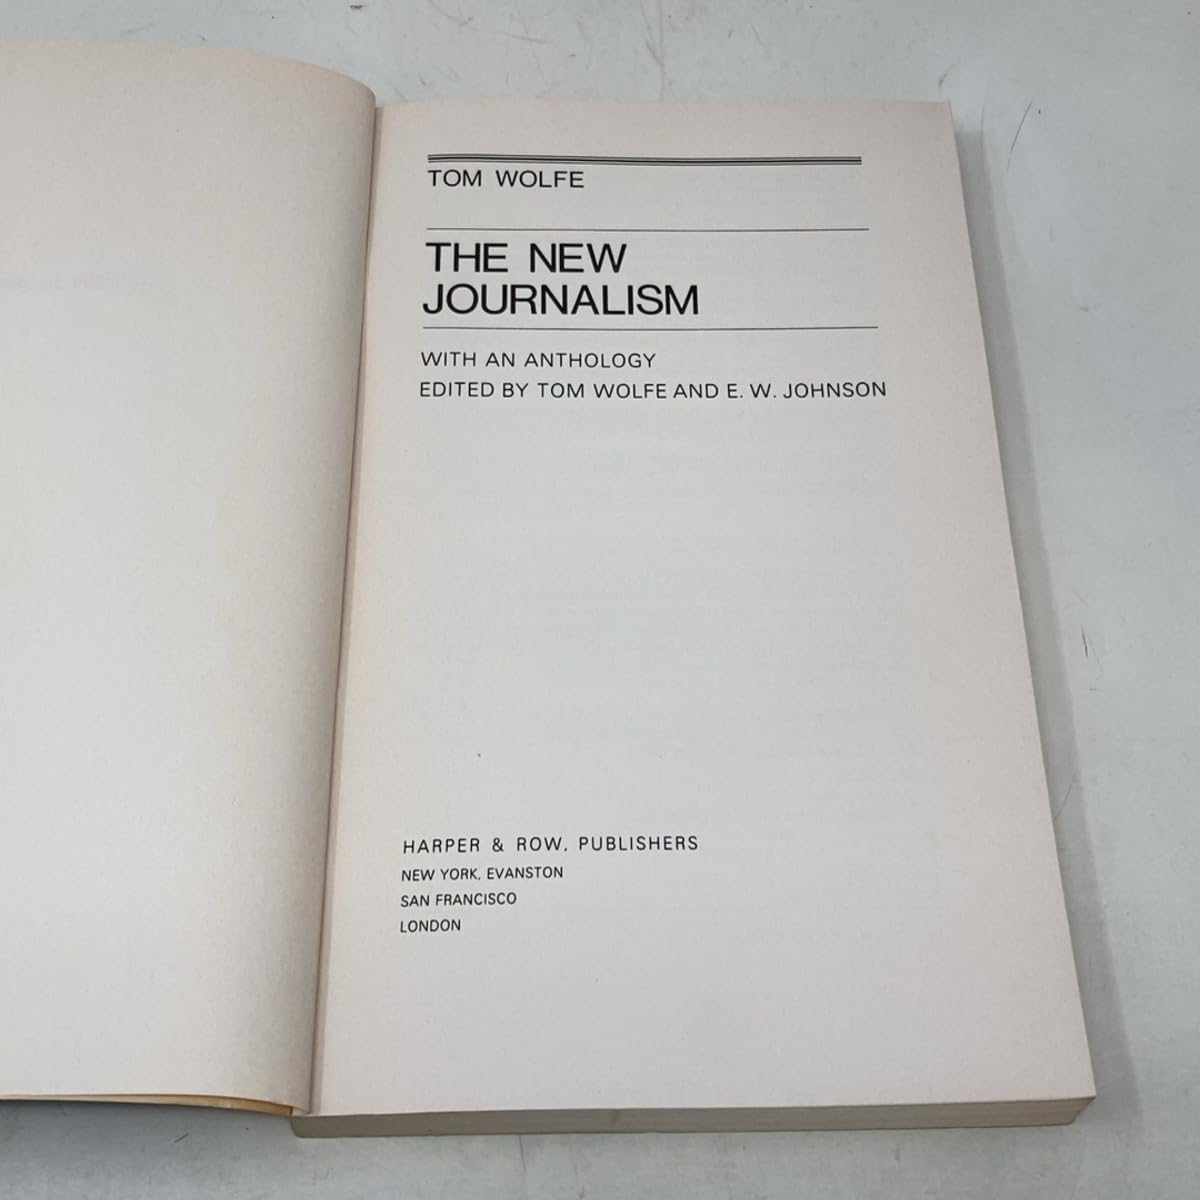 TOM WOLFE
THE NEW
JOURNALISM
WITH AN ANTHOLOGY
EDITED BY TOM WOLFE AND E. W. JOHNSON
HARPER & ROW, PUBLISHERS
NEW YORK, EVANSTON
SAN FRANCISCO
LONDON